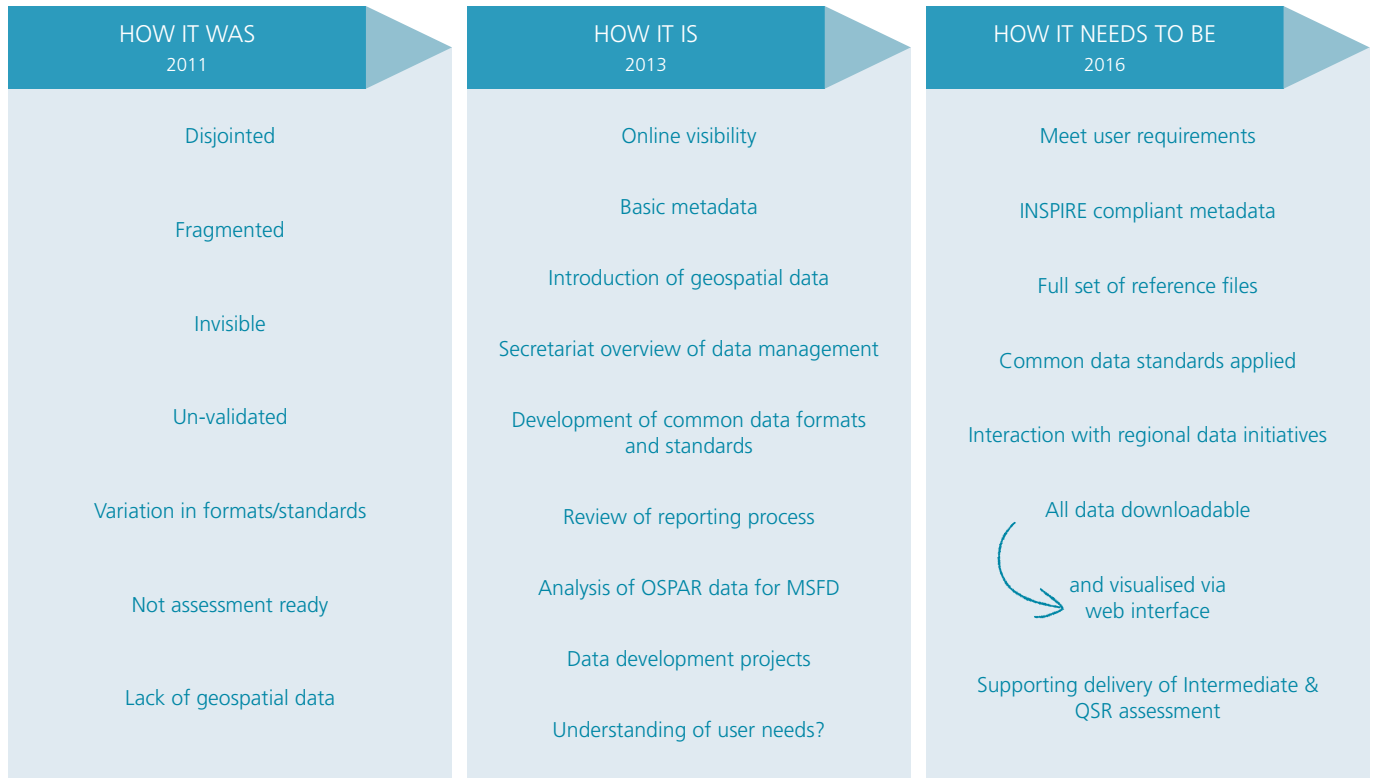 HOW IT WAS
2011
Disjointed
Fragmented
Invisible
Un-validated
Variation in formats/standards
Not assessment ready
Lack of geospatial data
HOW IT IS
2013
Online visibility
Basic metadata
Introduction of geospatial data
Secretariat overview of data management
Development of common data formats
and standards
Review of reporting process
Analysis of OSPAR data for MSFD
Data development projects
Understanding of user needs?
HOW IT NEEDS TO BE
2016
Meet user requirements
INSPIRE compliant metadata
Full set of reference files
Common data standards applied
Interaction with regional data initiatives
All data downloadable
and visualised via
web interface
Supporting delivery of Intermediate &
QSR assessment